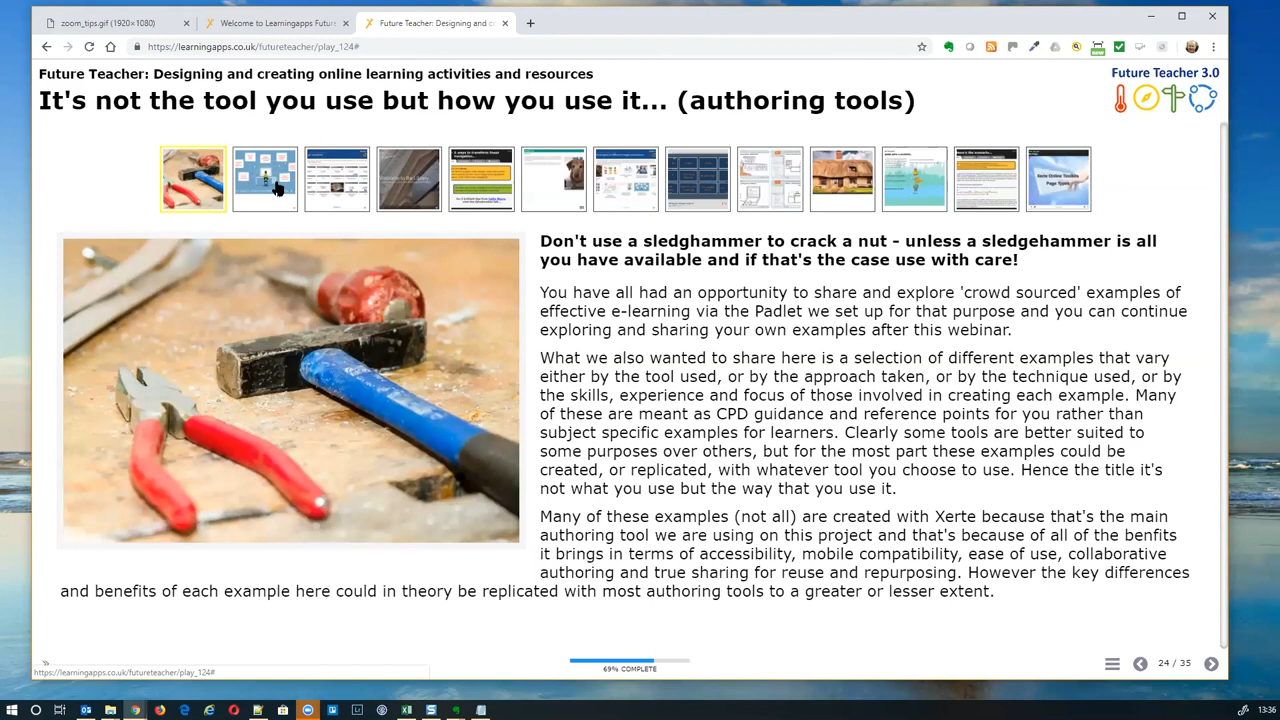 zoom_tips.gif (1920×1080)
Welcome to Learningapps Futur
Future Teacher: Designing and c
https://learningapps.co.uk/futureteacher/play_124#
Future Teacher: Designing and creating online learning activities and resources
Future Teacher 3.0
It's not the tool you use but how you use it... (authoring tools)
Don't use a sledghammer to crack a nut - unless a sledgehammer is all
you have available and if that's the case use with care!
You have all had an opportunity to share and explore 'crowd sourced' examples of
effective e-learning via the Padlet we set up for that purpose and you can continue
exploring and sharing your own examples after this webinar.
What we also wanted to share here is a selection of different examples that vary
either by the tool used, or by the approach taken, or by the technique used, or by
the skills, experience and focus of those involved in creating each example. Many
of these are meant as CPD guidance and reference points for you rather than
subject specific examples for learners. Clearly some tools are better suited to
some purposes over others, but for the most part these examples could be
created, or replicated, with whatever tool you choose to use. Hence the title it's
not what you use but the way that you use it.
Many of these examples (not all) are created with Xerte because that's the main
authoring tool we are using on this project and that's because of all of the benfits
it brings in terms of accessibility, mobile compatibility, ease of use, collaborative
authoring and true sharing for reuse and repurposing. However the key differences
and benefits of each example here could in theory be replicated with most authoring tools to a greater or lesser extent.
69% COMPLETE
24 / 35
https://learningapps.co.uk/futureteacher/play_124#
13:36